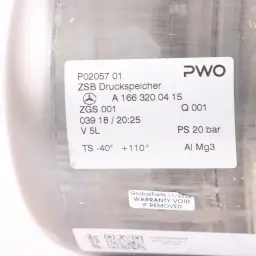 P02057 01
PWO
ZSB Druckspeicher
A 166 320 04 15
ZGS 001 Q 001
039 18 / 20:25
V 5L PS 20 bar
TS -40° +110° Al Mg3
WARRANTY VOID
IF REMOVED